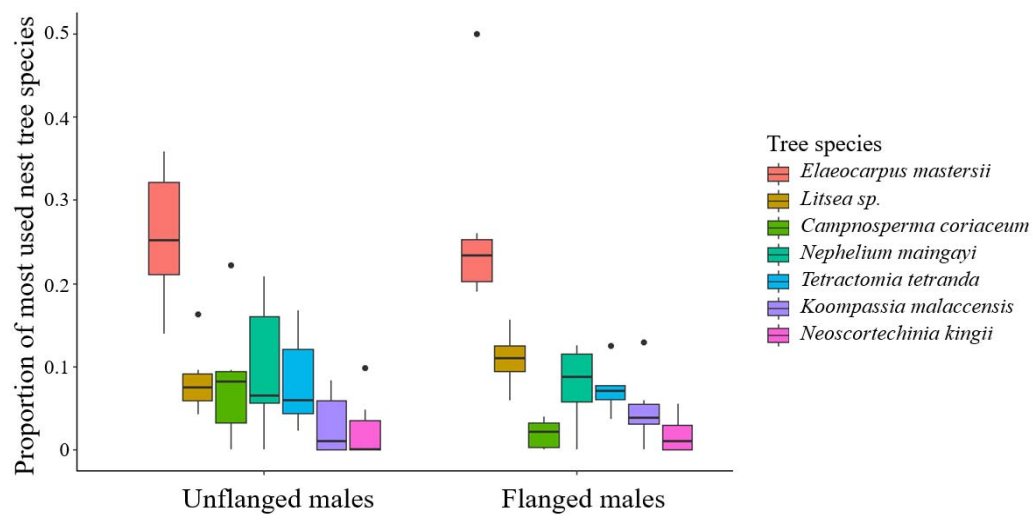 Proportion of most used nest tree species
0.5
0.4
0.3
0.2
0.1
0
Unflanged males
Flanged males
Tree species
Elaeocarpus mastersii
Litsea sp.
Campnosperma coriaceum
Nephelium maingayi
Tetractomia tetranda
Koompassia malaccensis
Neoscortechinia kingii